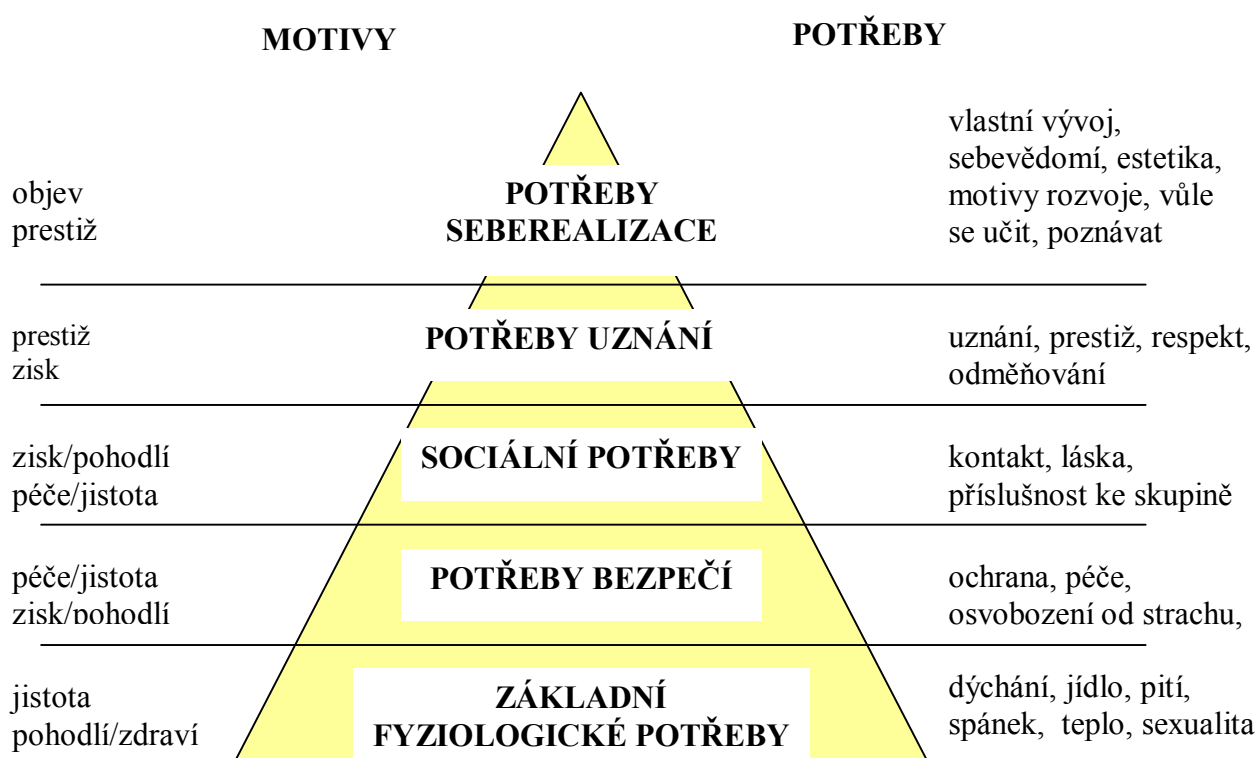 MOTIVY
POTŘEBY
objev
prestiž
POTŘEBY
SEBEREALIZACE
vlastní vývoj,
sebevědomí, estetika,
motivy rozvoje, vůle
se učit, poznávat
prestiž
zisk
POTŘEBY UZNÁNÍ
uznání, prestiž, respekt,
odměňování
zisk/pohodlí
péče/jistota
SOCIÁLNÍ POTŘEBY
kontakt, láska,
příslušnost ke skupině
péče/jistota
zisk/pohodlí
POTŘEBY BEZPEČÍ
ochrana, péče,
osvobození od strachu,
jistota
pohodlí/zdraví
ZÁKLADNÍ
FYZIOLOGICKÉ POTŘEBY
dýchání, jídlo, pití,
spánek, teplo, sexualita